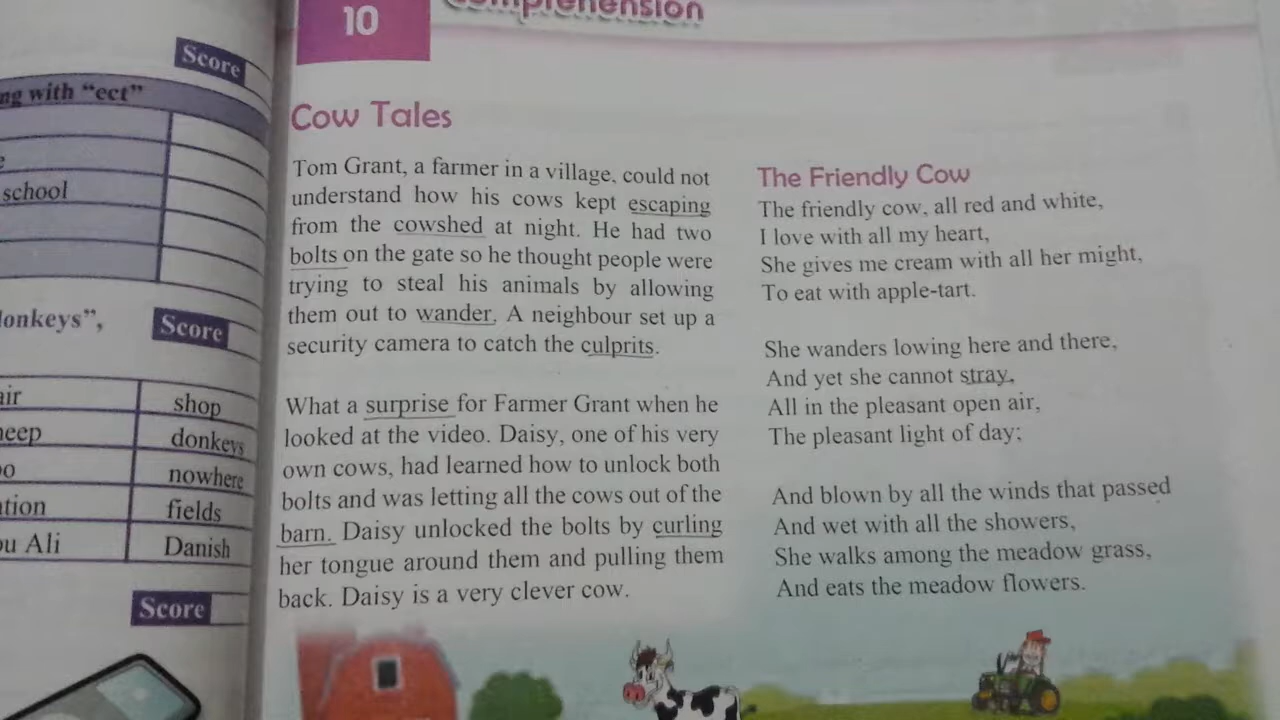 Score
with "ect"
school
Score
shop
donkeys
nowhere
fields
Ali
Danish
Score
10
Comprehension
Cow Tales
Tom Grant, a farmer in a village, could not
understand how his cows kept escaping
from the cowshed at night. He had two
bolts on the gate so he thought people were
trying to steal his animals by allowing
them out to wander. A neighbour set up a
security camera to catch the culprits.
What a surprise for Farmer Grant when he
looked at the video. Daisy, one of his very
own cows, had learned how to unlock both
bolts and was letting all the cows out of the
barn. Daisy unlocked the bolts by curling
her tongue around them and pulling them
back. Daisy is a very clever cow.
The Friendly Cow
The friendly cow, all red and white,
I love with all my heart,
She gives me cream with all her might,
To eat with apple-tart.
She wanders lowing here and there,
And yet she cannot stray,
All in the pleasant open air,
The pleasant light of day;
And blown by all the winds that passed
And wet with all the showers,
She walks among the meadow grass,
And eats the meadow flowers.